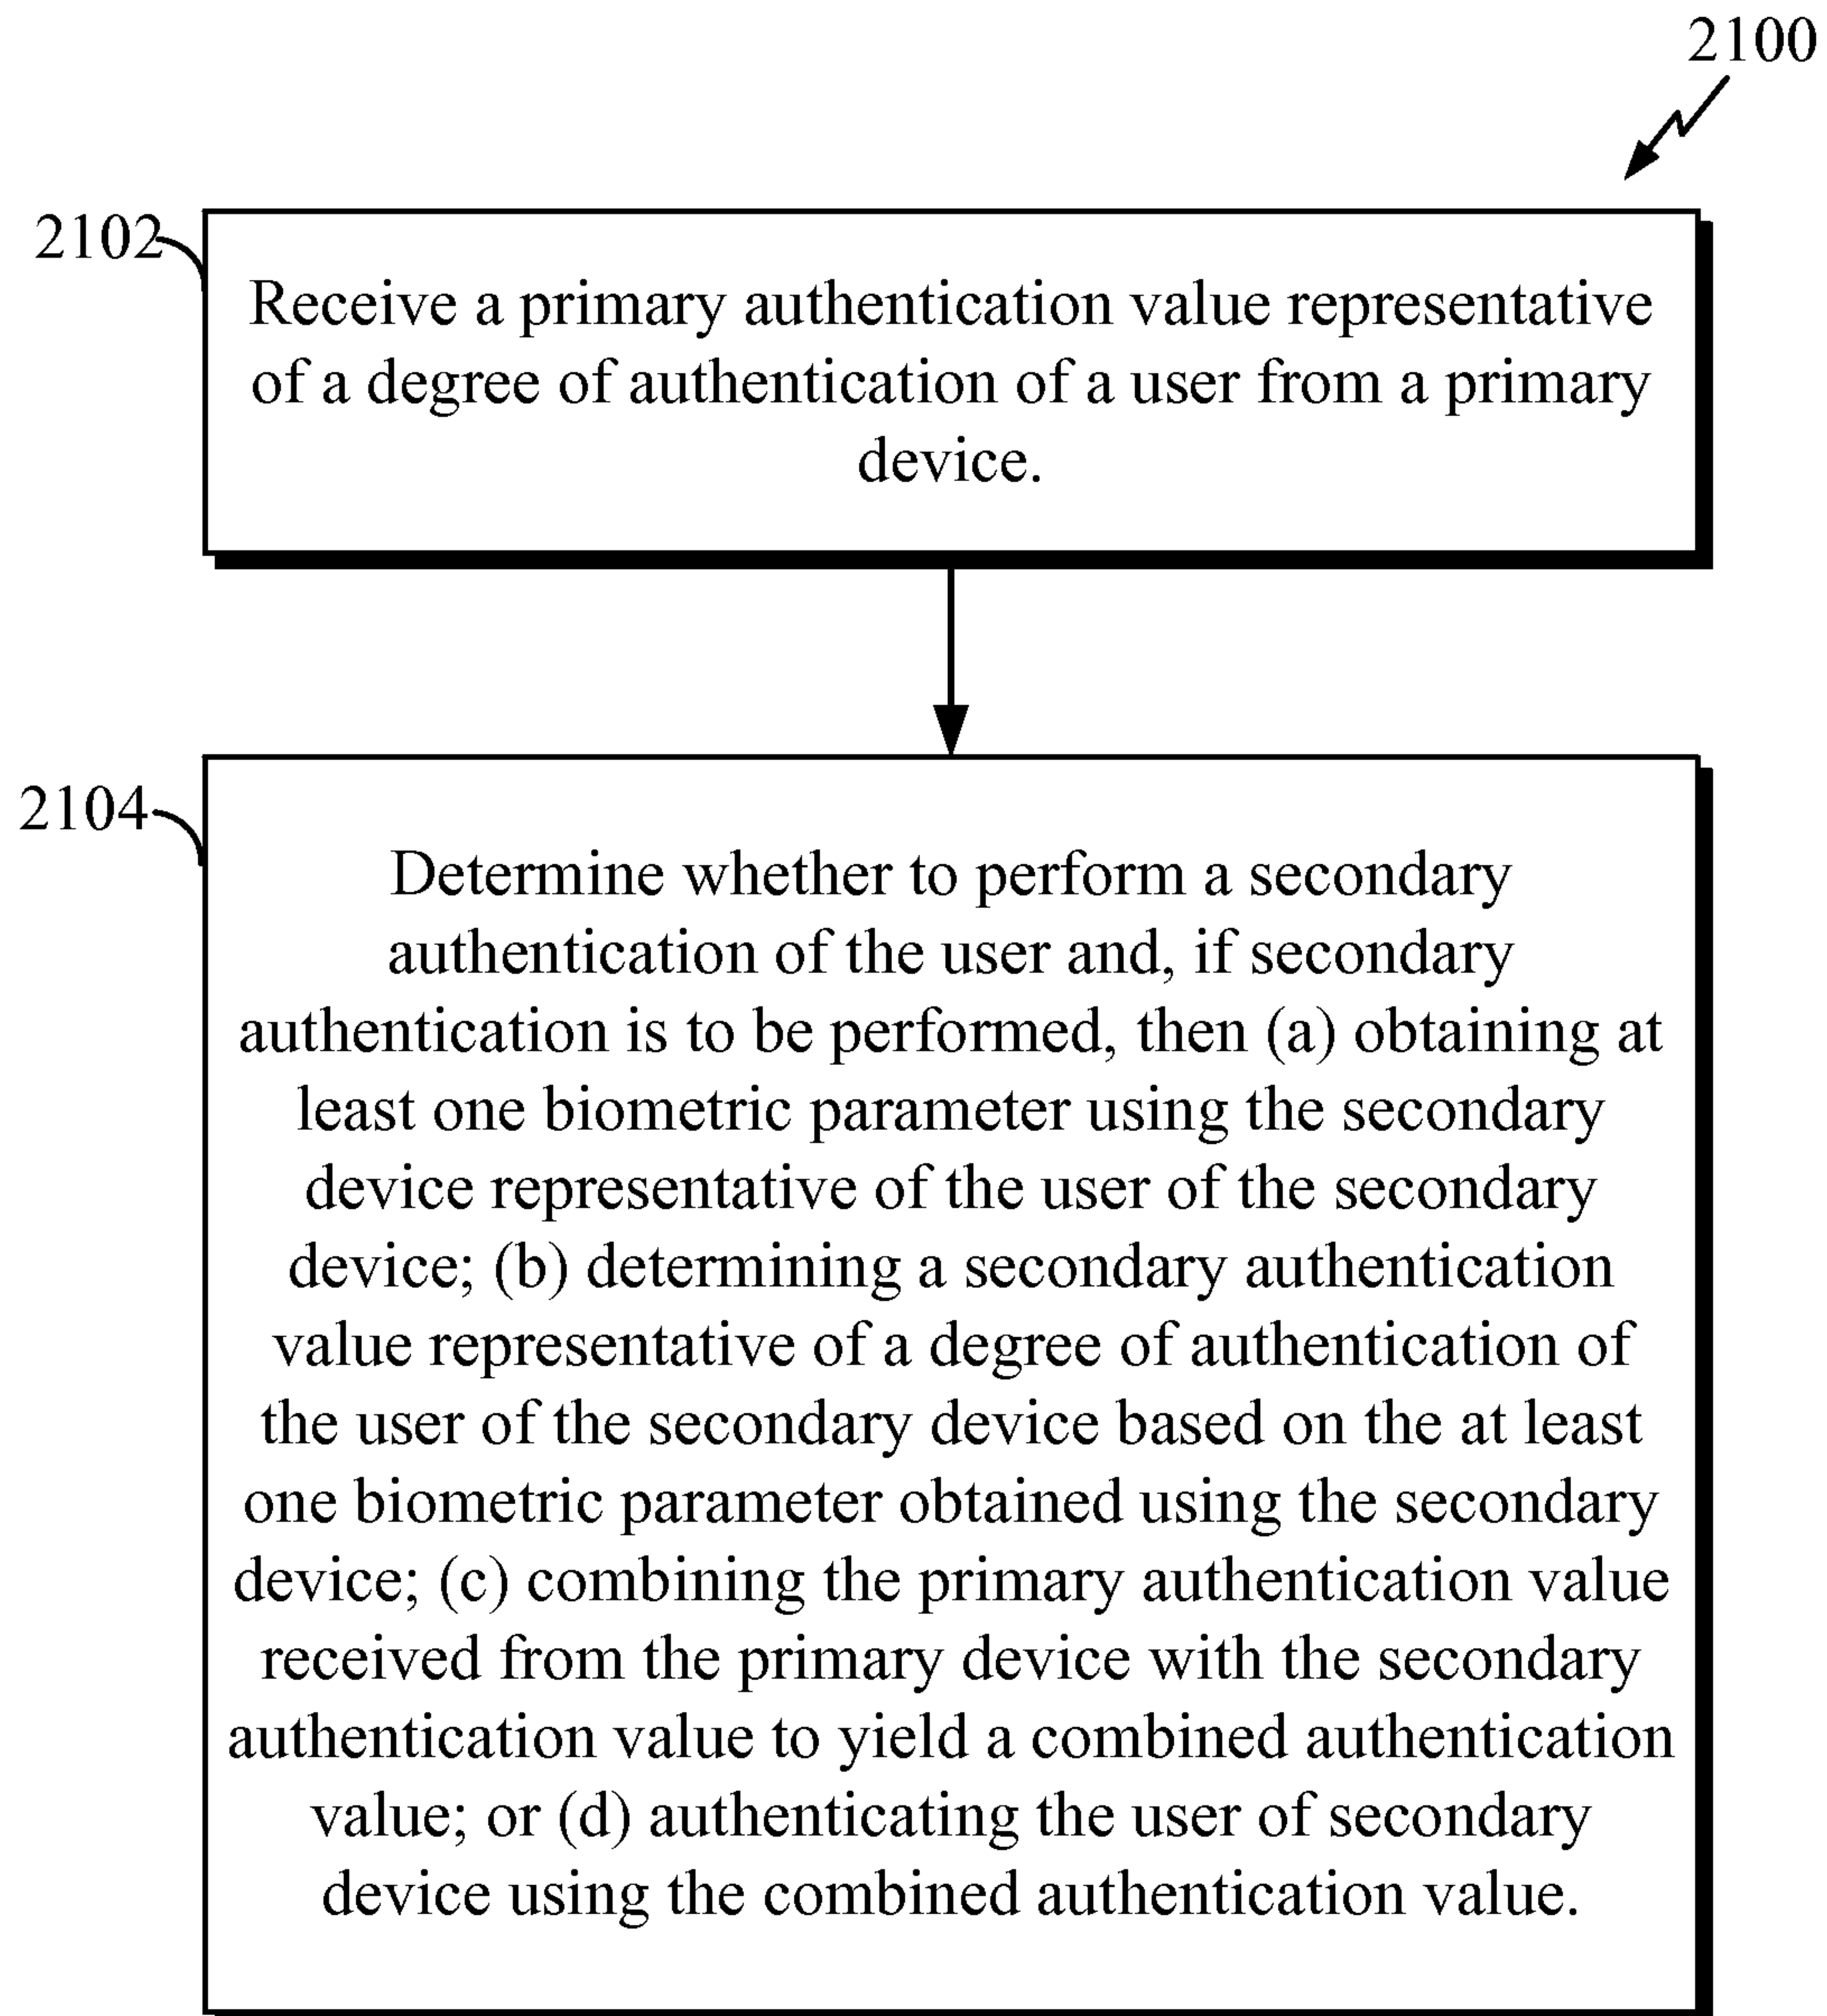 2100
2102
Receive a primary authentication value representative
of a degree of authentication of a user from a primary
device.
2104
Determine whether to perform a secondary
authentication of the user and, if secondary
authentication is to be performed, then (a) obtaining at
least one biometric parameter using the secondary
device representative of the user of the secondary
device; (b) determining a secondary authentication
value representative of a degree of authentication of
the user of the secondary device based on the at least
one biometric parameter obtained using the secondary
device; (c) combining the primary authentication value
received from the primary device with the secondary
authentication value to yield a combined authentication
value; or (d) authenticating the user of secondary
device using the combined authentication value.